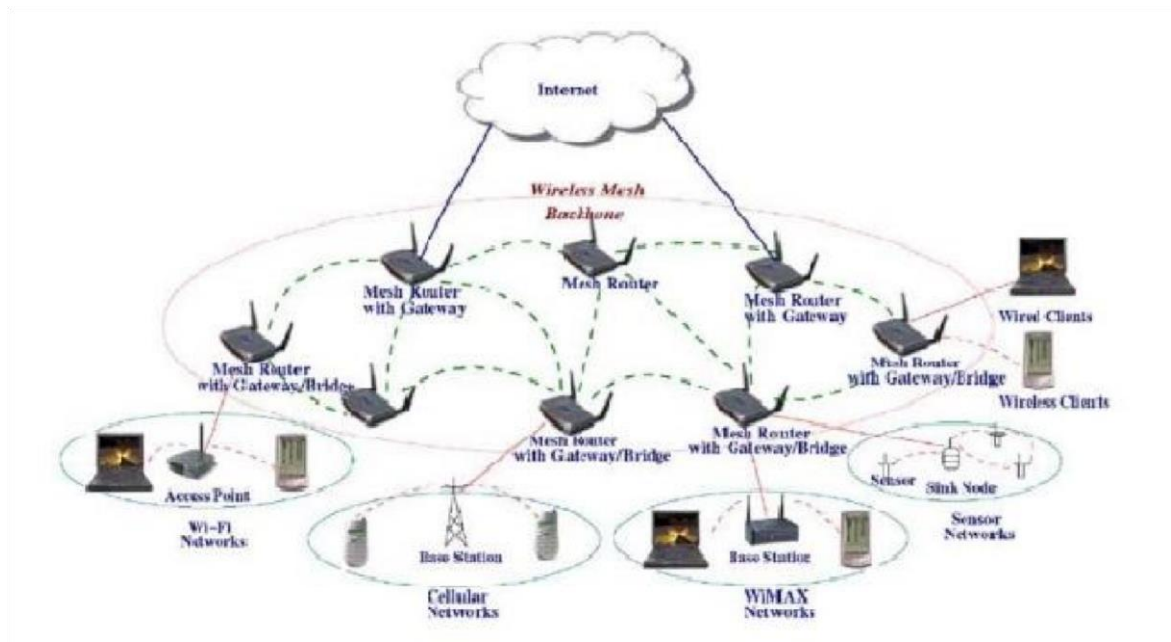 Internet
Wireless Mesh
Backbone
Mesh Router
with Gateway
Mesh Router
Mesh Router
with Gateway
Wired Clients
Mesh Router
with Gateway/Bridge
Mesh Router
with Gateway/Bridge
Wireless Clients
Mesh Router
with Gateway/Bridge
Mesh Router
with Gateway/Bridge
Access Point
Wi-Fi
Networks
Base Station
Cellular
Networks
Base Station
WiMAX
Networks
Sensor
Sink Node
Sensor
Networks